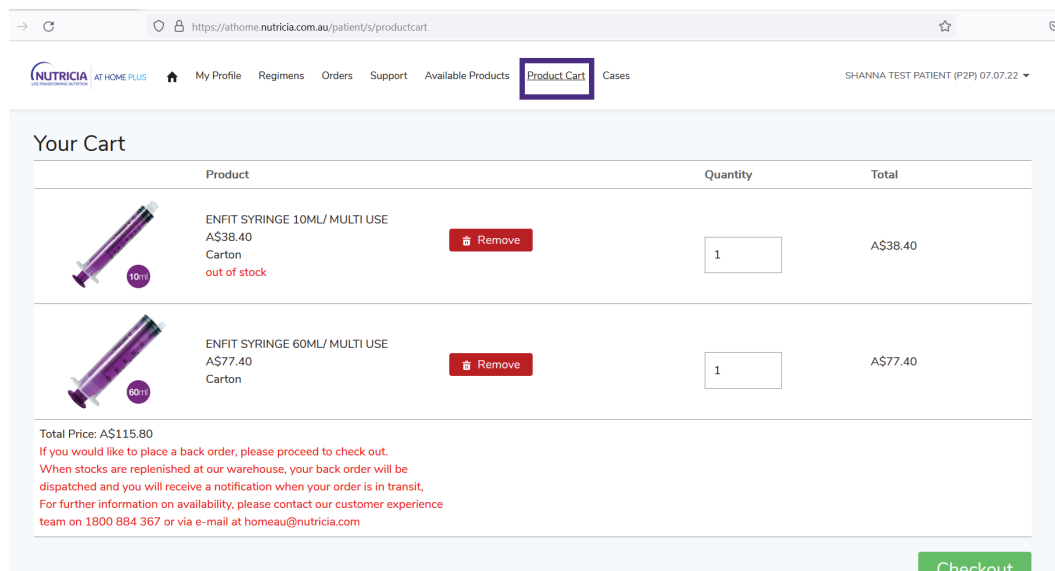 https://athome.nutricia.com.au/patient/s/productcart
NUTRICIA AT HOME PLUS My Profile Regimens Orders Support Available Products Product Cart Cases SHANNA TEST PATIENT (P2P) 07.07.22
LIFE-TRANSFORMING NUTRITION
Your Cart
Product Quantity Total
ENFIT SYRINGE 10ML/ MULTI USE
A$38.40
Carton
out of stock
10ml
Remove
1
A$38.40
ENFIT SYRINGE 60ML/ MULTI USE
A$77.40
Carton
60ml
Remove
1
A$77.40
Total Price: A$115.80
If you would like to place a back order, please proceed to check out.
When stocks are replenished at our warehouse, your back order will be
dispatched and you will receive a notification when your order is in transit,
For further information on availability, please contact our customer experience
team on 1800 884 367 or via e-mail at homeau@nutricia.com
Checkout